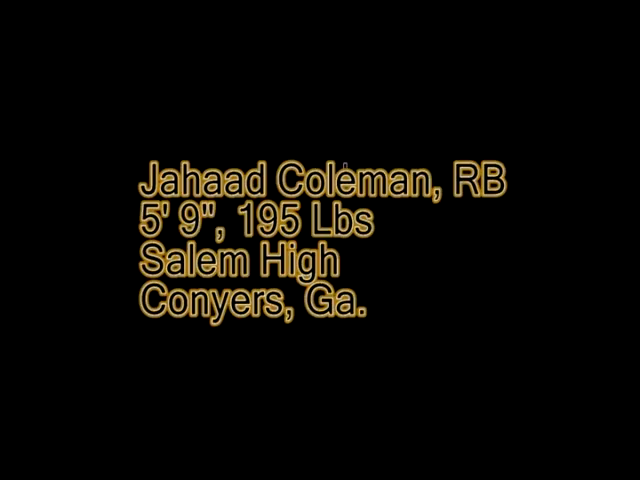 Jahaad Coleman, RB
5' 9", 195 Lbs
Salem High
Conyers, Ga.